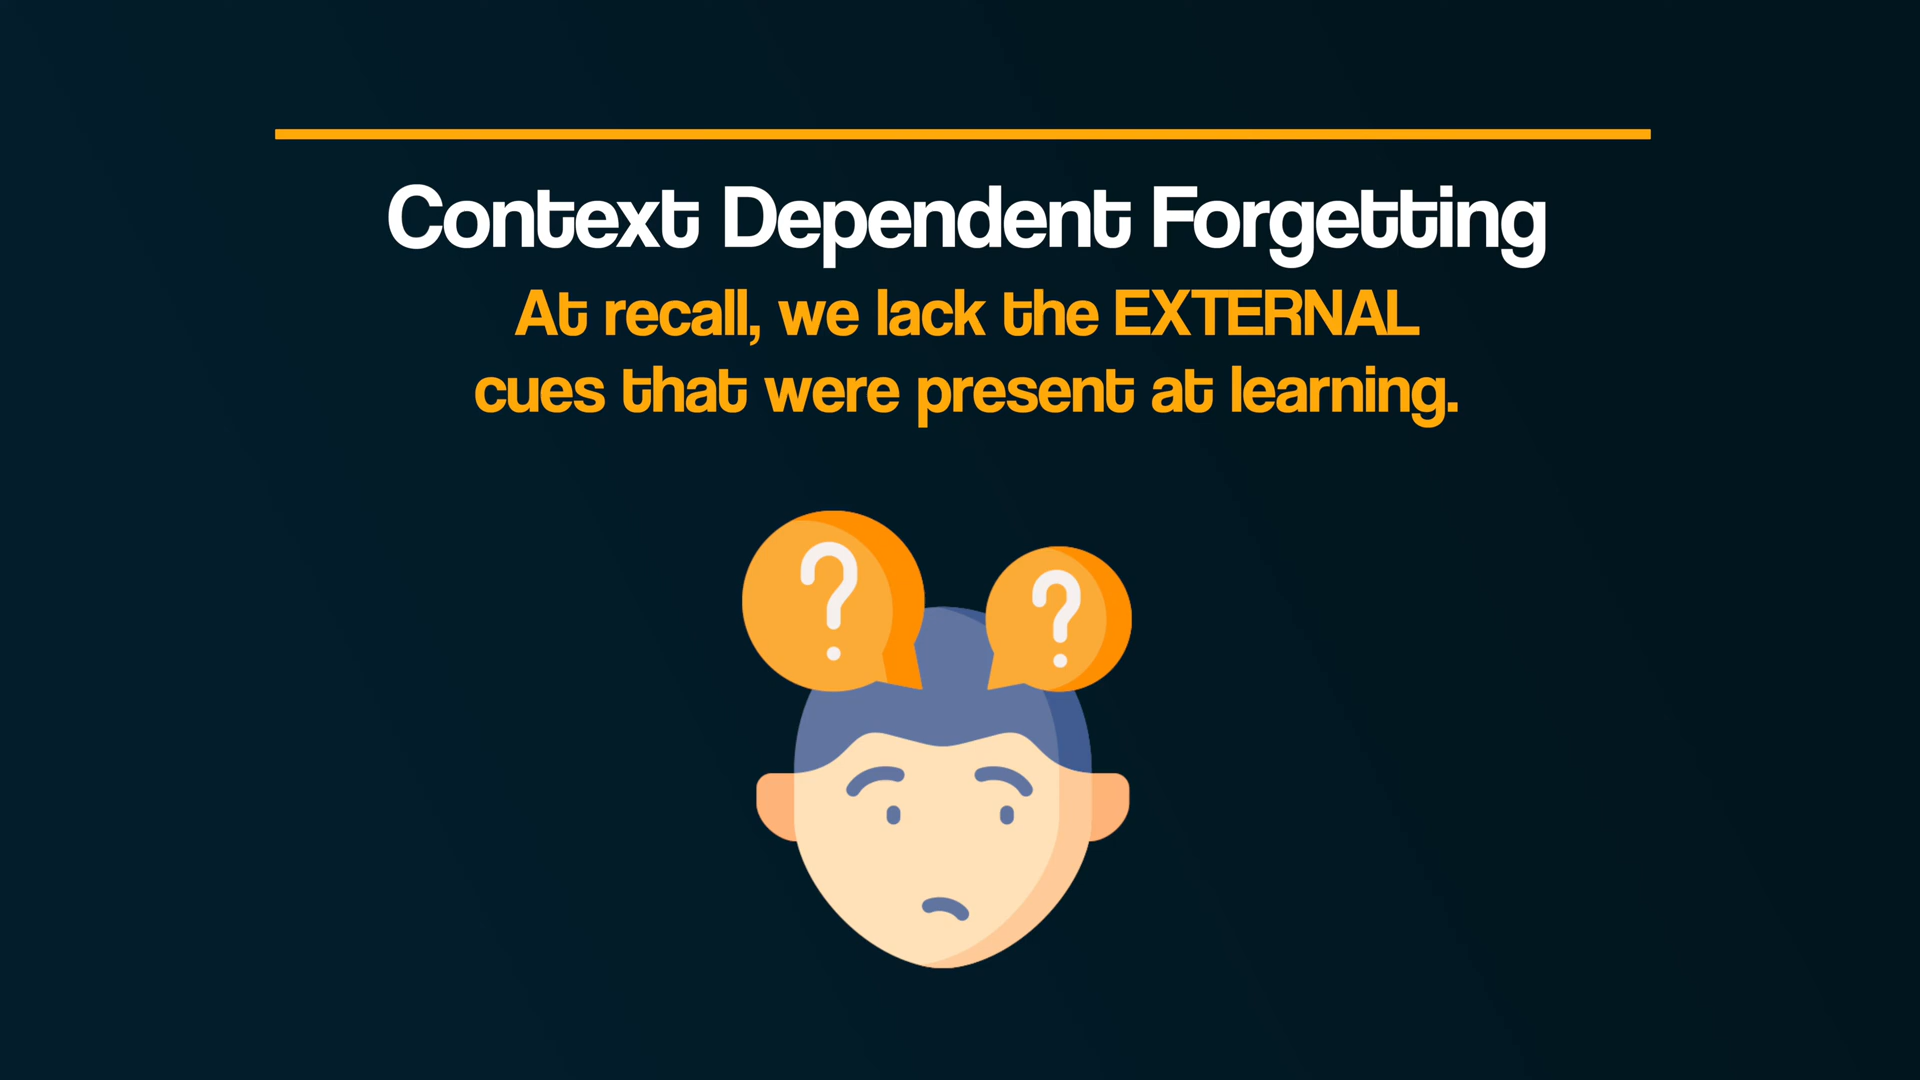 Context Dependent Forgetting
At recall, we lack the EXTERNAL
cues that were present at learning.
? ?